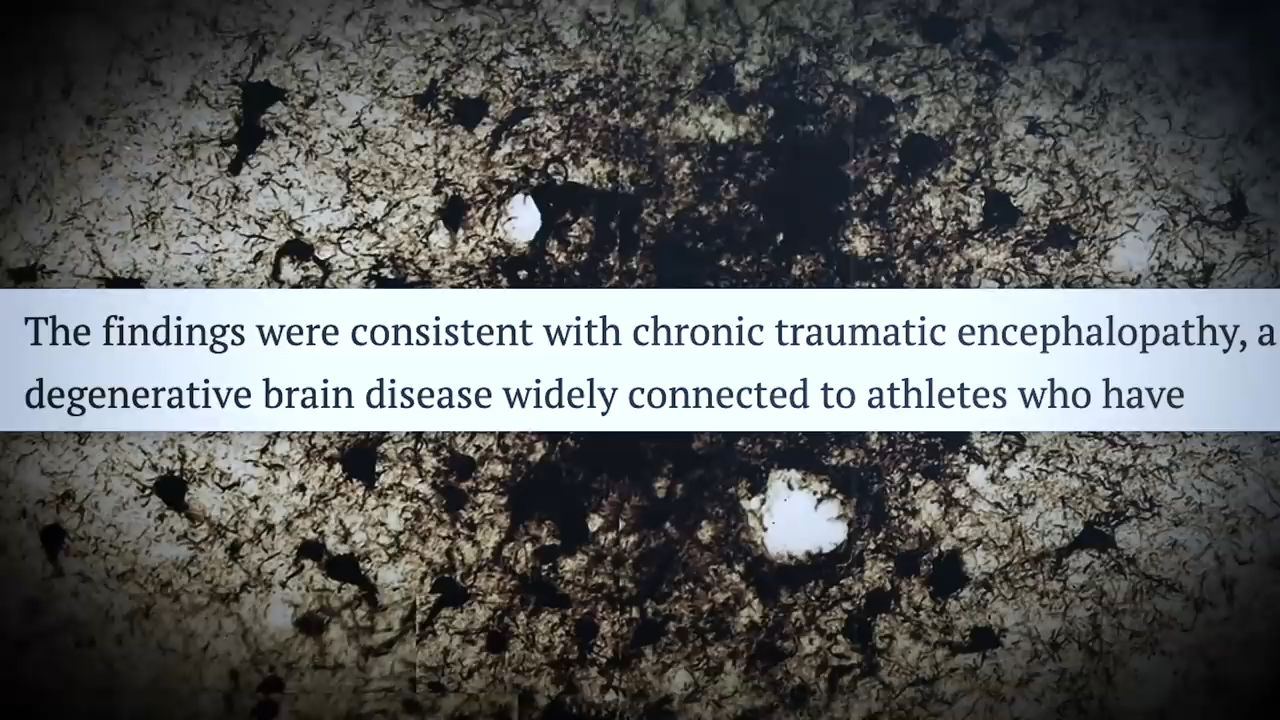 The findings were consistent with chronic traumatic encephalopathy, a
degenerative brain disease widely connected to athletes who have